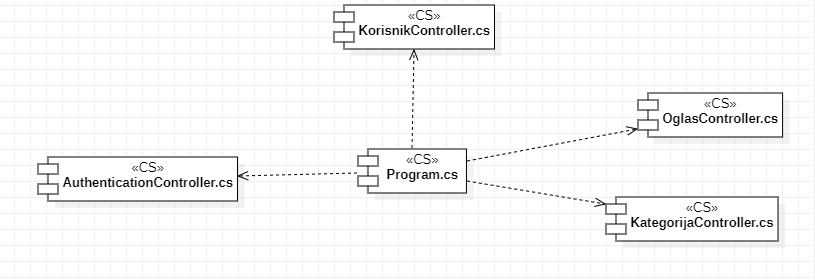 «CS»
KorisnikController.cs
«CS»
OglasController.cs
«CS»
Program.cs
«CS»
AuthenticationController.cs
«CS»
KategorijaController.cs